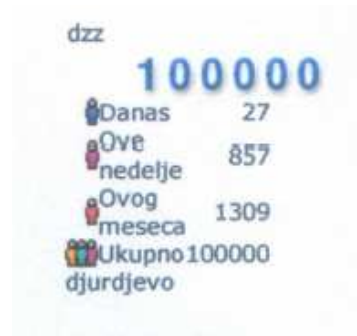 dzz
100000
Danas 27
Ove
nedelje 857
Ovog
meseca 1309
Ukupno 100000
djurdjevo